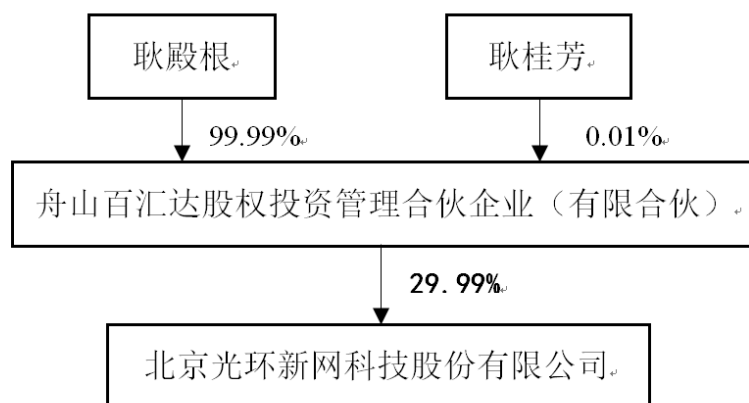 耿殿根
耿桂芳
99.99%
0.01%
舟山百汇达股权投资管理合伙企业（有限合伙）
29.99%
北京光环新网科技股份有限公司